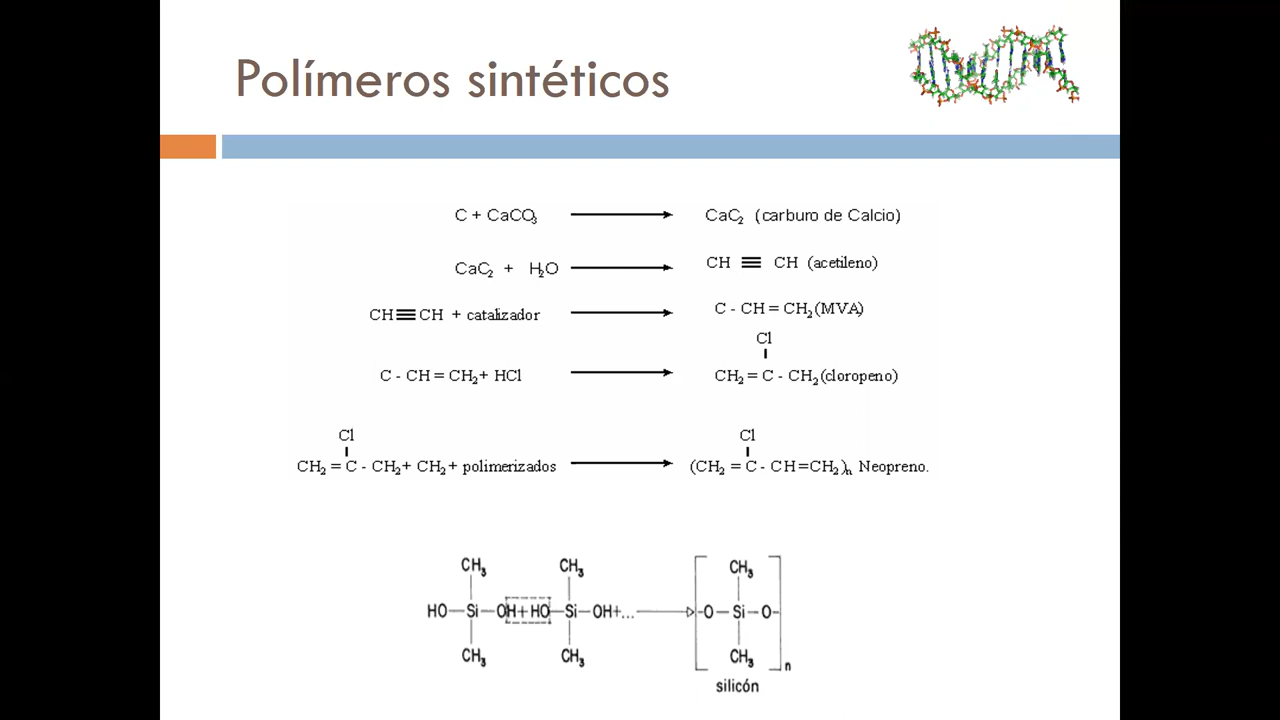 Polímeros sintéticos
C + CaCO3 → CaC2 (carburo de Calcio)
CaC2 + H2O → CH ≡ CH (acetileno)
CH≡CH + catalizador → C - CH = CH2 (MVA)
Cl
C - CH = CH2 + HCl → CH2 = C - CH2 (cloropeno)
Cl Cl
CH2 = C - CH2 + CH2 + polimerizados → (CH2 = C - CH=CH2)n Neopreno.
CH3 CH3 CH3
HO—Si—OH+HO—Si—OH+... → [-O—Si—O-]n
CH3 CH3 CH3
silicón